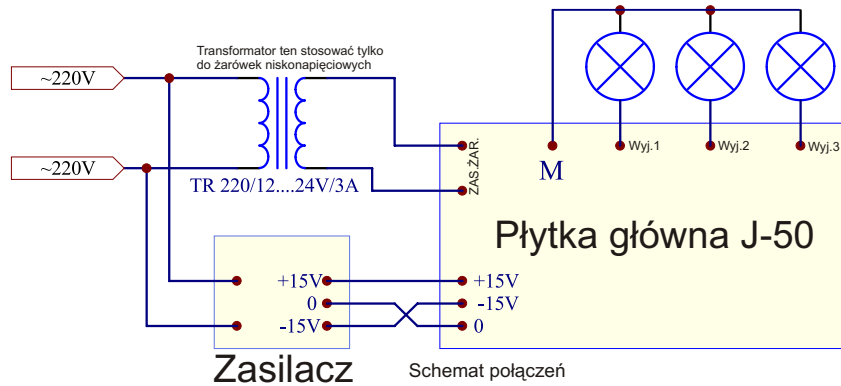 Transformator ten stosować tylko
do żarówek niskonapięciowych
~220V
~220V
TR 220/12....24V/3A
ZAS.ŻAR.
M
Wyj.1
Wyj.2
Wyj.3
Płytka główna J-50
+15V
0
-15V
+15V
-15V
0
Zasilacz
Schemat połączeń